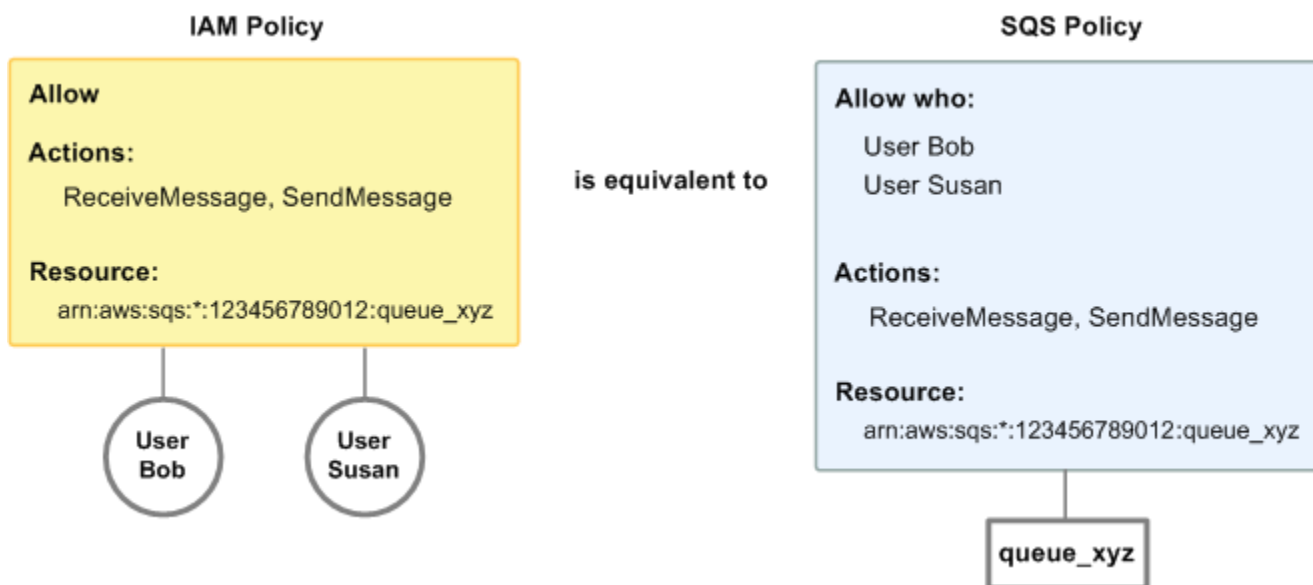 IAM Policy
Allow
Actions:
ReceiveMessage, SendMessage
Resource:
arn:aws:sqs:*:123456789012:queue_xyz
User
Bob
User
Susan
is equivalent to
SQS Policy
Allow who:
User Bob
User Susan
Actions:
ReceiveMessage, SendMessage
Resource:
arn:aws:sqs:*:123456789012:queue_xyz
queue_xyz